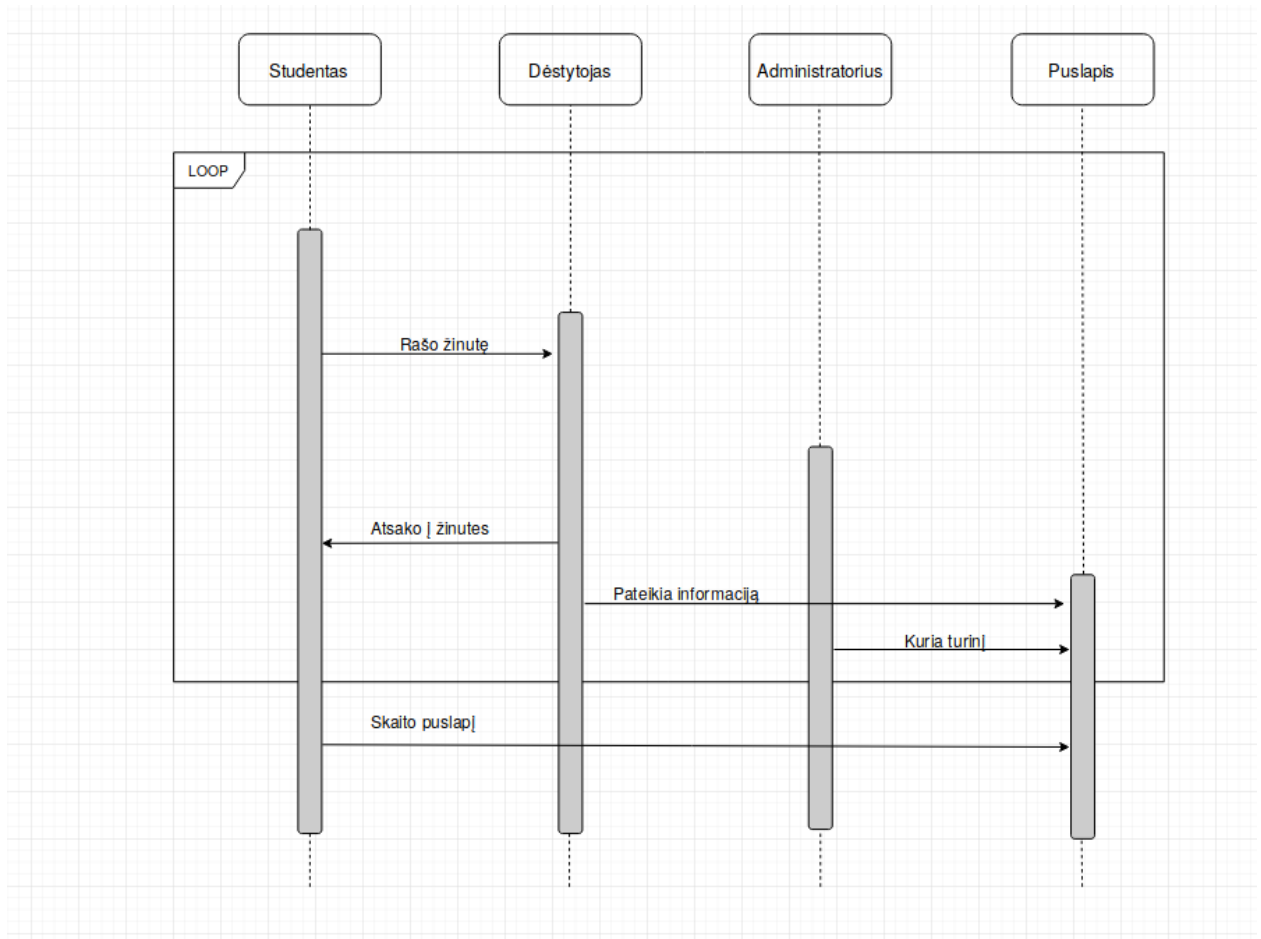 Studentas
Dėstytojas
Administratorius
Puslapis
LOOP
Rašo žinutę
Atsako į žinutes
Pateikia informaciją
Kuria turinį
Skaito puslapį